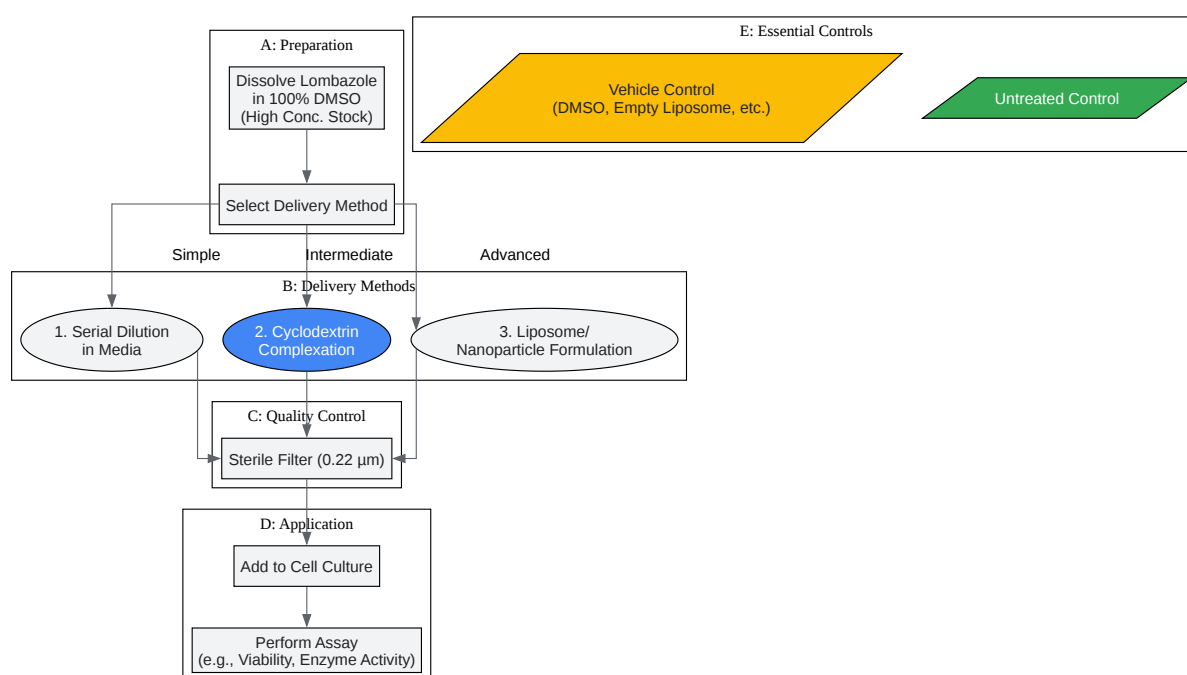 A: Preparation
Dissolve Lombazole
in 100% DMSO
(High Conc. Stock)
Select Delivery Method
E: Essential Controls
Vehicle Control
(DMSO, Empty Liposome, etc.)
Untreated Control
Simple
Intermediate
Advanced
B: Delivery Methods
1. Serial Dilution
in Media
2. Cyclodextrin
Complexation
3. Liposome/
Nanoparticle Formulation
C: Quality Control
Sterile Filter (0.22 µm)
D: Application
Add to Cell Culture
Perform Assay
(e.g., Viability, Enzyme Activity)